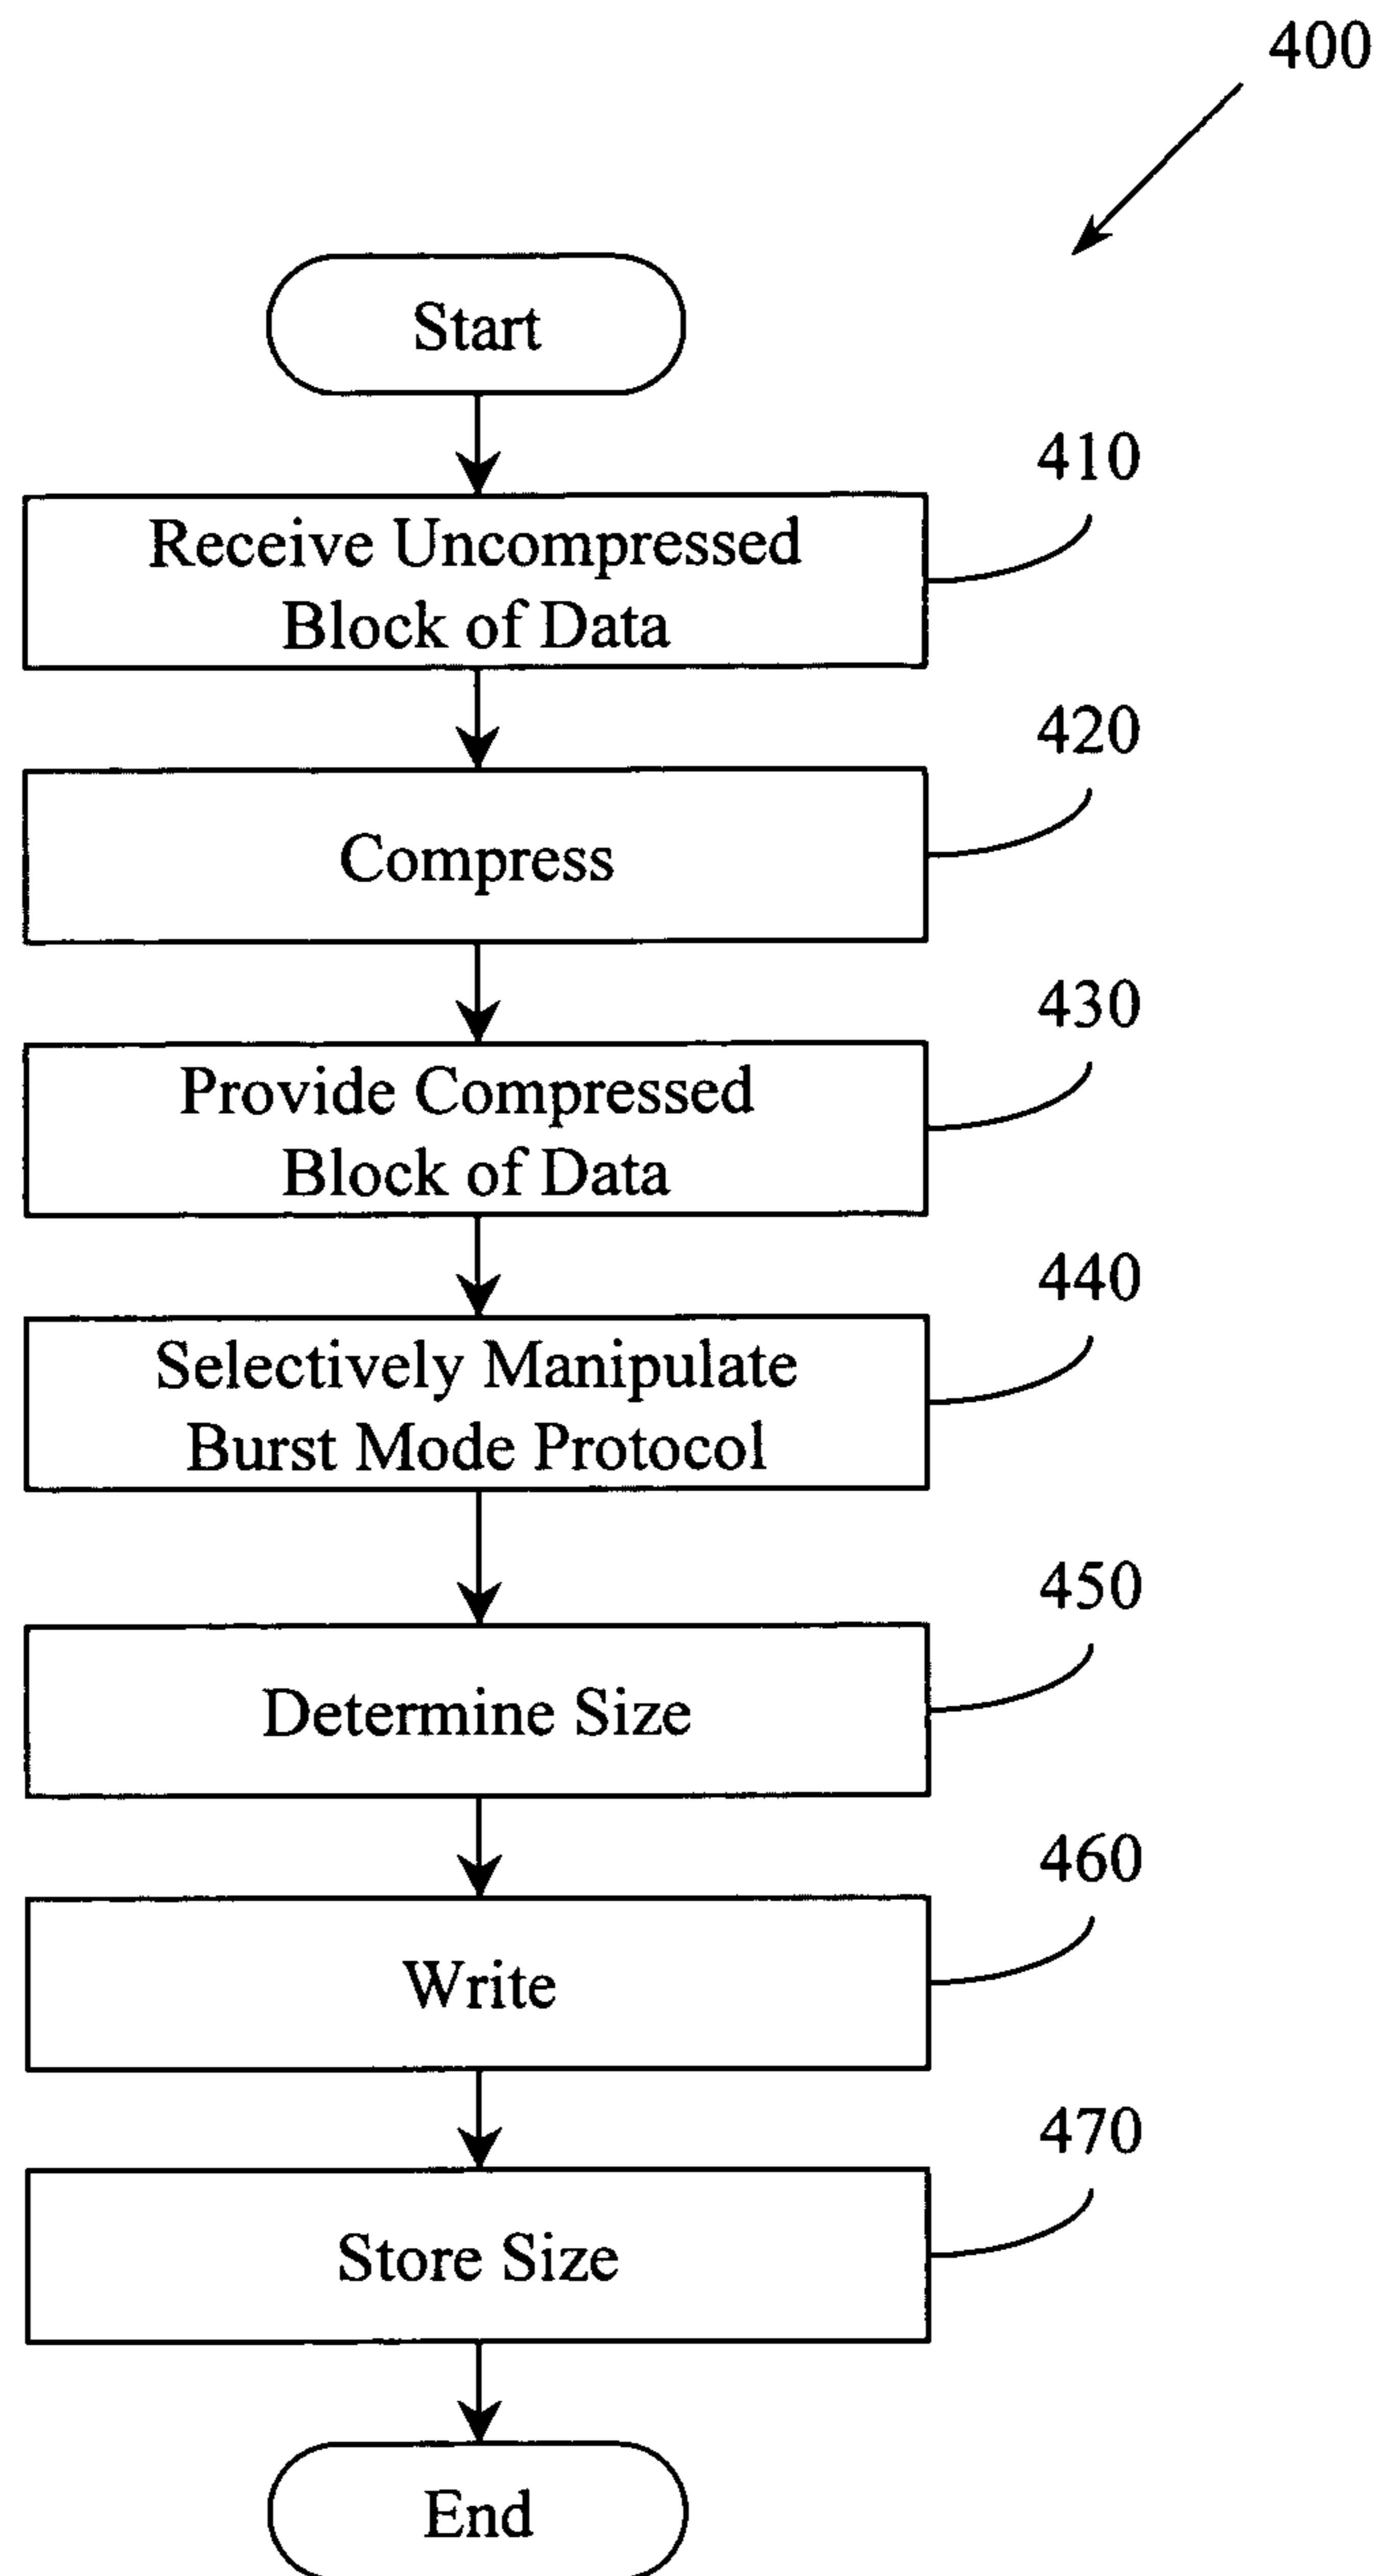 400
Start
410
Receive Uncompressed
Block of Data
420
Compress
430
Provide Compressed
Block of Data
440
Selectively Manipulate
Burst Mode Protocol
450
Determine Size
460
Write
470
Store Size
End